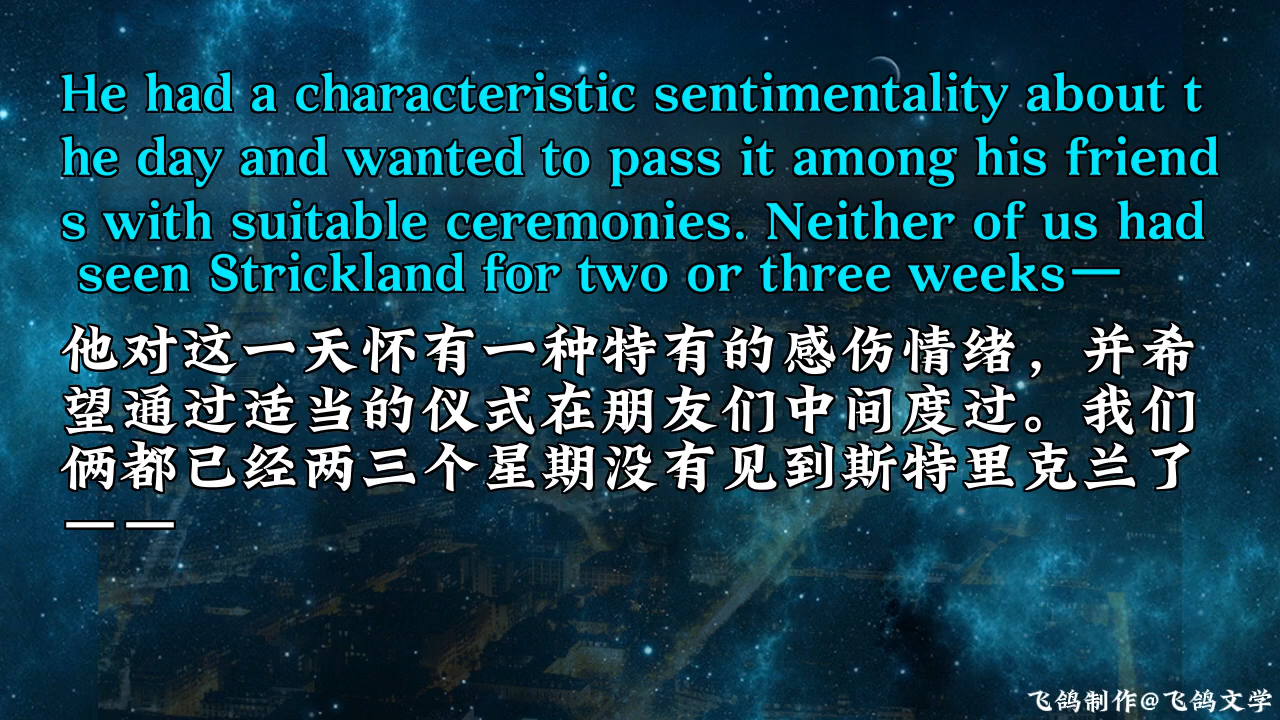 He had a characteristic sentimentality about t
he day and wanted to pass it among his friend
s with suitable ceremonies. Neither of us had
seen Strickland for two or three weeks—
他对这一天怀有一种特有的感伤情绪，并希
望通过适当的仪式在朋友们中间度过。我们
俩都已经两三个星期没有见到斯特里克兰了
——
飞鸽制作@飞鸽文学